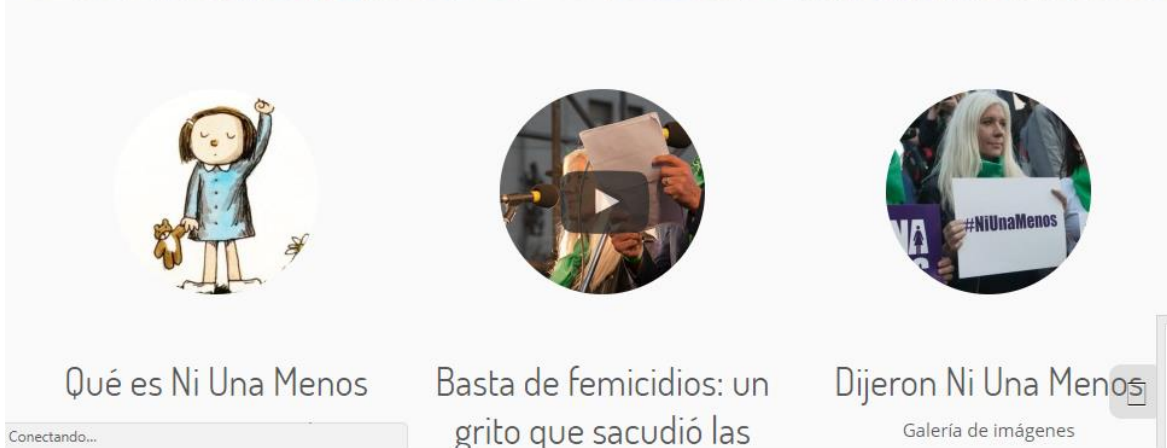 #NiUnaMenos
Qué es Ni Una Menos
Basta de femicidios: un
grito que sacudió las
Dijeron Ni Una Menos
Galería de imágenes
Conectando...